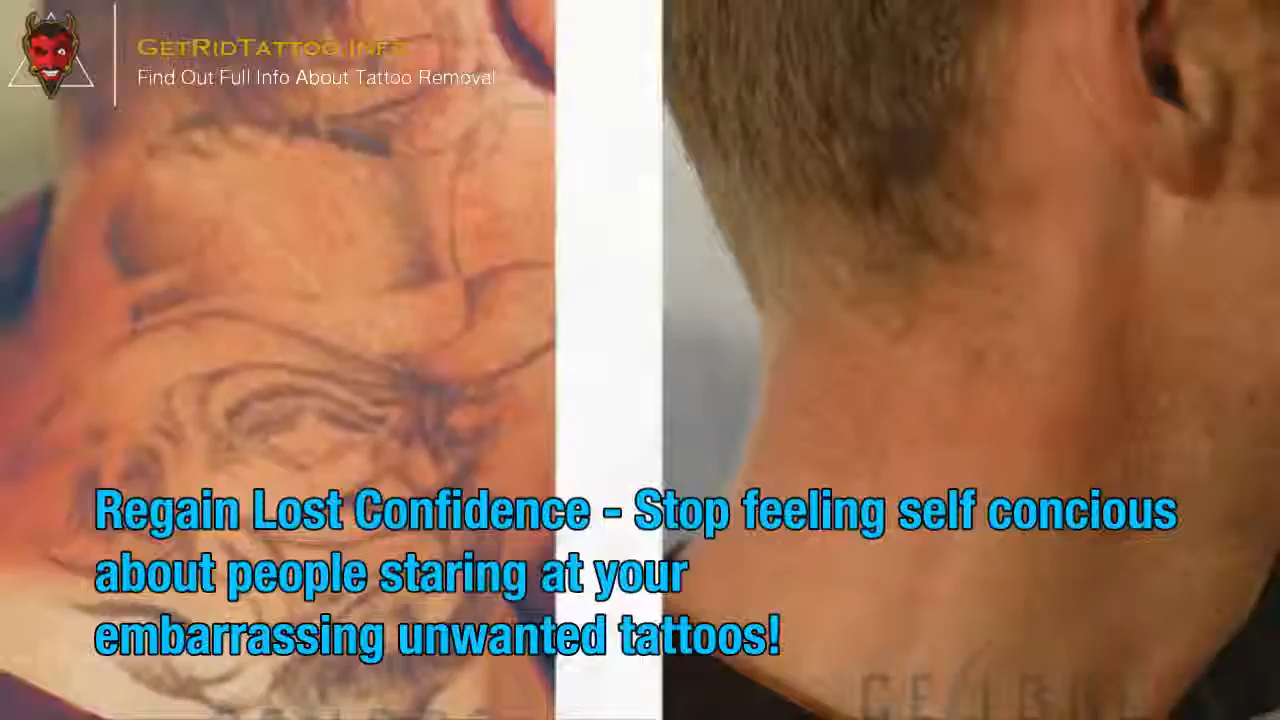 GetRidTattoo.Info
Find Out Full Info About Tattoo Removal
Regain Lost Confidence - Stop feeling self concious
about people staring at your
embarrassing unwanted tattoos!